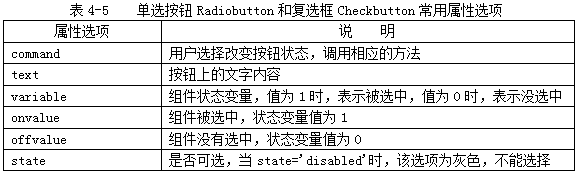 表 4-5 单选按钮 Radiobutton 和复选框 Checkbutton 常用属性选项
属性选项 说 明
command 用户选择改变按钮状态，调用相应的方法
text 按钮上的文字内容
variable 组件状态变量，值为 1 时，表示被选中，值为 0 时，表示没选中
onvalue 组件被选中，状态变量值为 1
offvalue 组件没有选中，状态变量值为 0
state 是否可选，当 state='disabled'时，该选项为灰色，不能选择